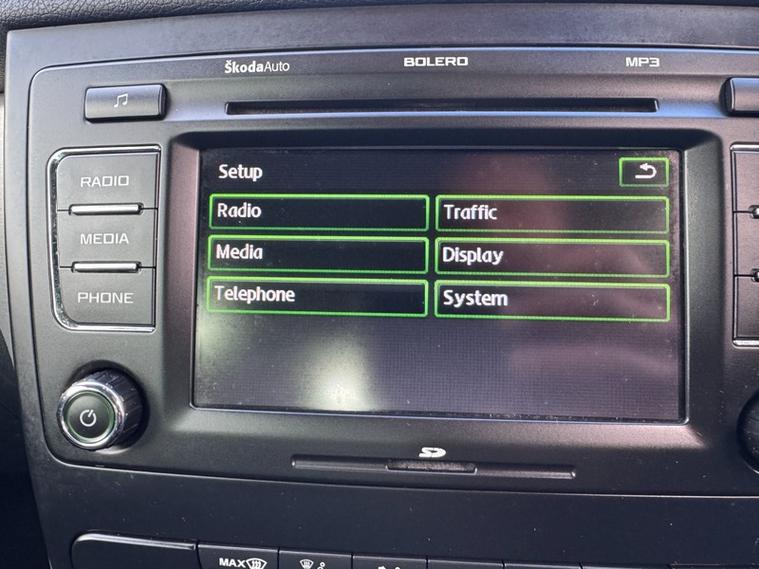 ŠkodaAuto BOLERO MP3
Setup
RADIO
Radio Traffic
MEDIA
Media Display
PHONE
Telephone System
SD
MAX